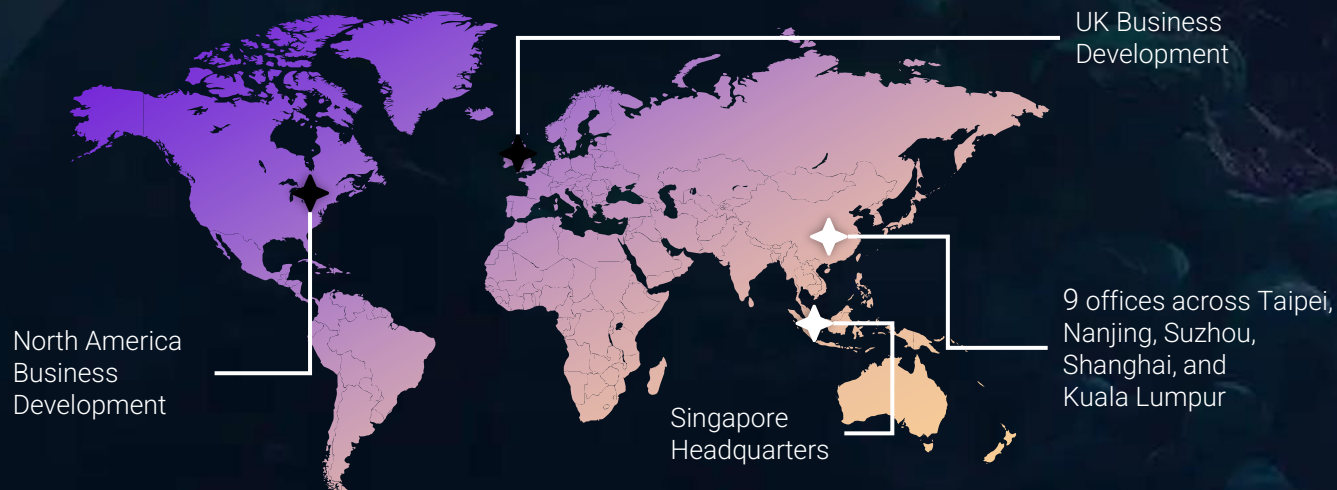 UK Business
Development
North America
Business
Development
9 offices across Taipei,
Nanjing, Suzhou,
Shanghai, and
Kuala Lumpur
Singapore
Headquarters